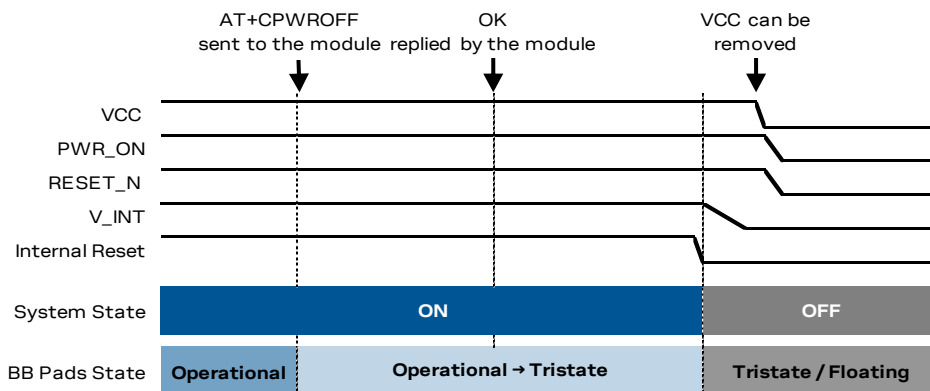 AT+CPWROFF
sent to the module
OK
replied by the module
VCC can be
removed
VCC
PWR_ON
RESET_N
V_INT
Internal Reset
System State
ON
OFF
BB Pads State
Operational
Operational → Tristate
Tristate / Floating